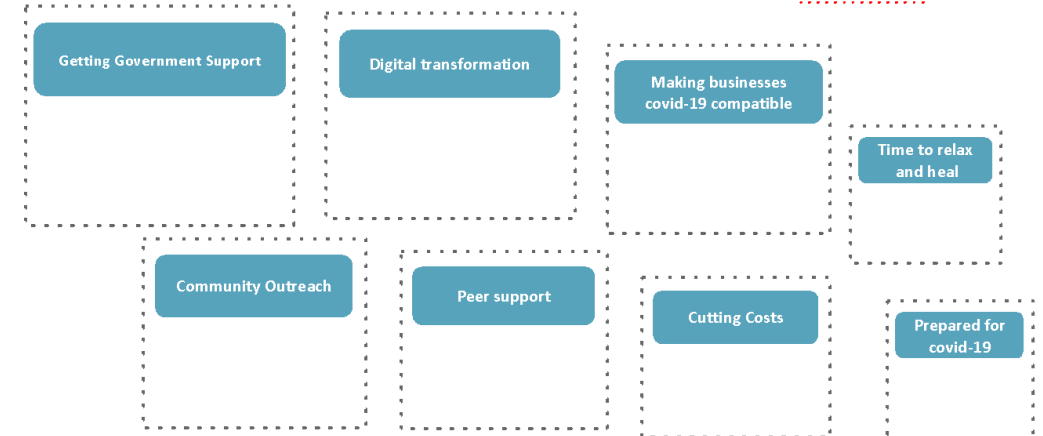 Getting Government Support
Digital transformation
Making businesses
covid-19 compatible
Time to relax
and heal
Community Outreach
Peer support
Cutting Costs
Prepared for
covid-19